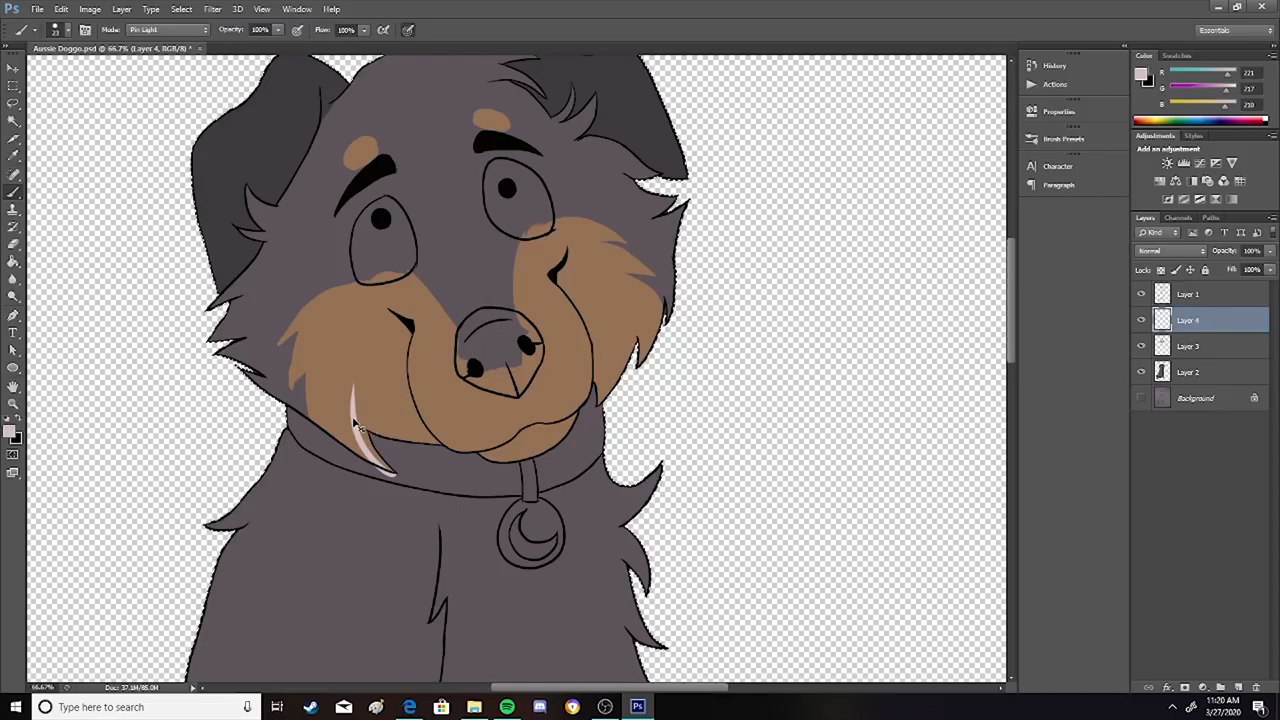 Ps File Edit Image Layer Type Select Filter 3D View Window Help
23 Mode: Pin Light Opacity: 100% Flow: 100% Essentials
Aussie Doggo.psd @ 66.7% (Layer 4, RGB/8) * ×
Color Swatches
R 221
G 217
B 210
History
Actions
Properties
Brush Presets
Character
Paragraph
Adjustments Styles
Add an adjustment
Layers Channels Paths
Kind
Normal Opacity: 100%
Lock: Fill: 100%
Layer 1
Layer 4
Layer 3
Layer 2
Background
66.67% Doc: 37.1M/85.0M
Type here to search
11:20 AM
3/27/2020